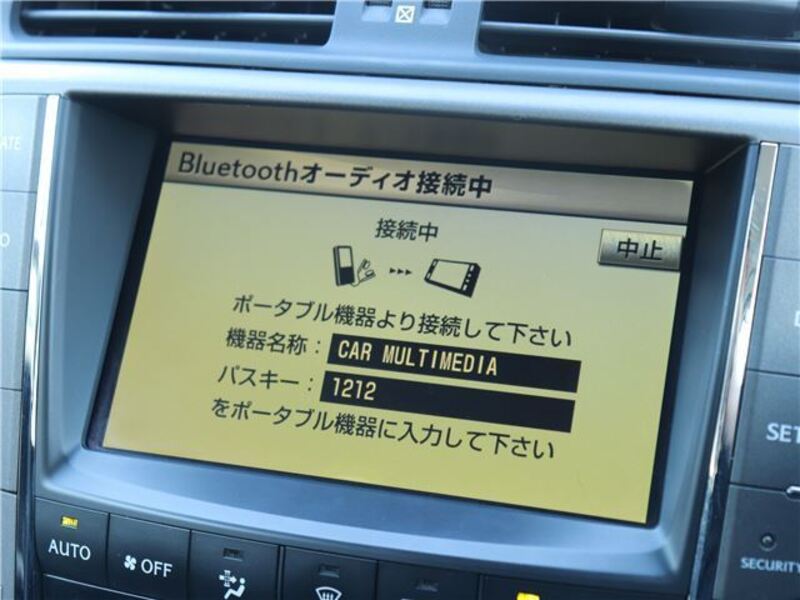 Bluetoothオーディオ接続中
接続中
中止
ポータブル機器より接続して下さい
機器名称：CAR MULTIMEDIA
パスキー：1212
をポータブル機器に入力して下さい
SET
AUTO
OFF
SECURITY